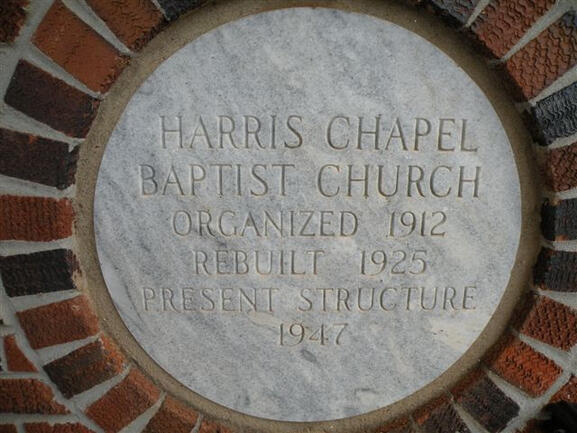 HARRIS CHAPEL
BAPTIST CHURCH
ORGANIZED 1912
REBUILT 1925
PRESENT STRUCTURE
1947